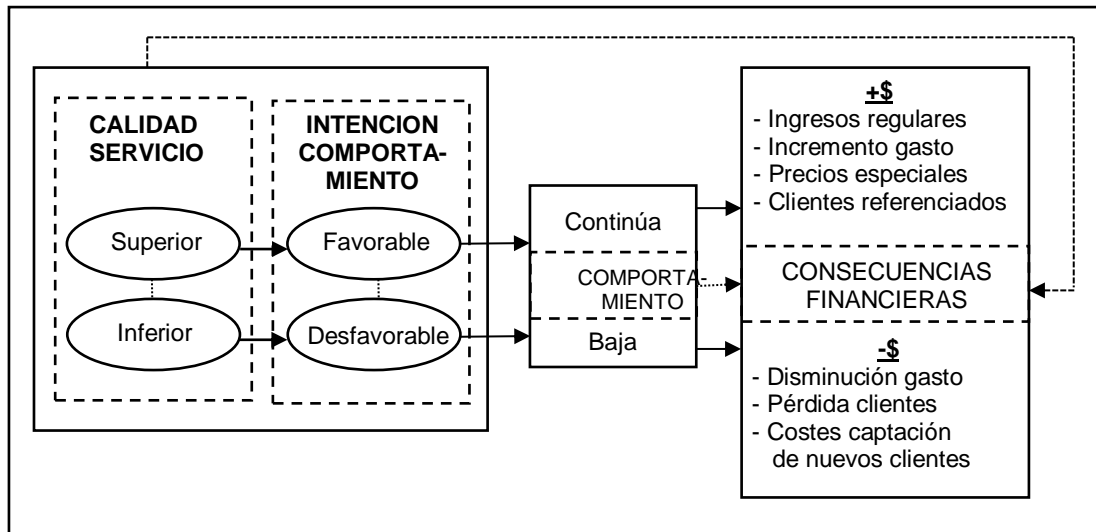 CALIDAD
SERVICIO
Superior
Inferior
INTENCION
COMPORTA-
MIENTO
Favorable
Desfavorable
Continúa
COMPORTA-
MIENTO
Baja
+$
- Ingresos regulares
- Incremento gasto
- Precios especiales
- Clientes referenciados
CONSECUENCIAS
FINANCIERAS
-$
- Disminución gasto
- Pérdida clientes
- Costes captación
de nuevos clientes